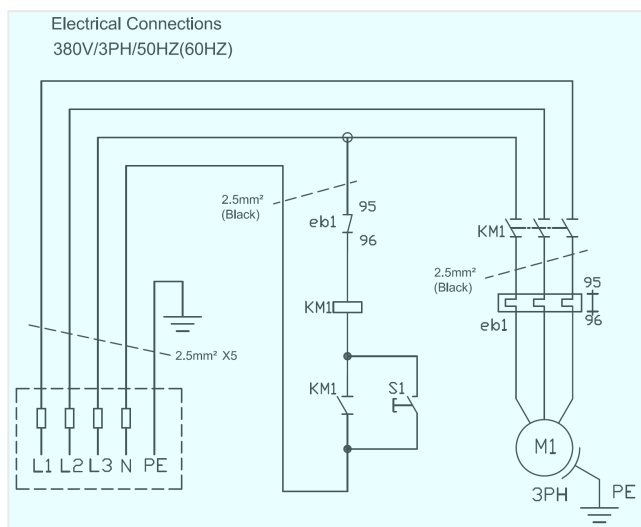 Electrical Connections
380V/3PH/50HZ(60HZ)
2.5mm²
(Black)
95
eb1
96
KM1
2.5mm²
(Black)
95
KM1
96
eb1
2.5mm² X5
KM1
S1
M1
L1 L2 L3 N PE
3PH
PE